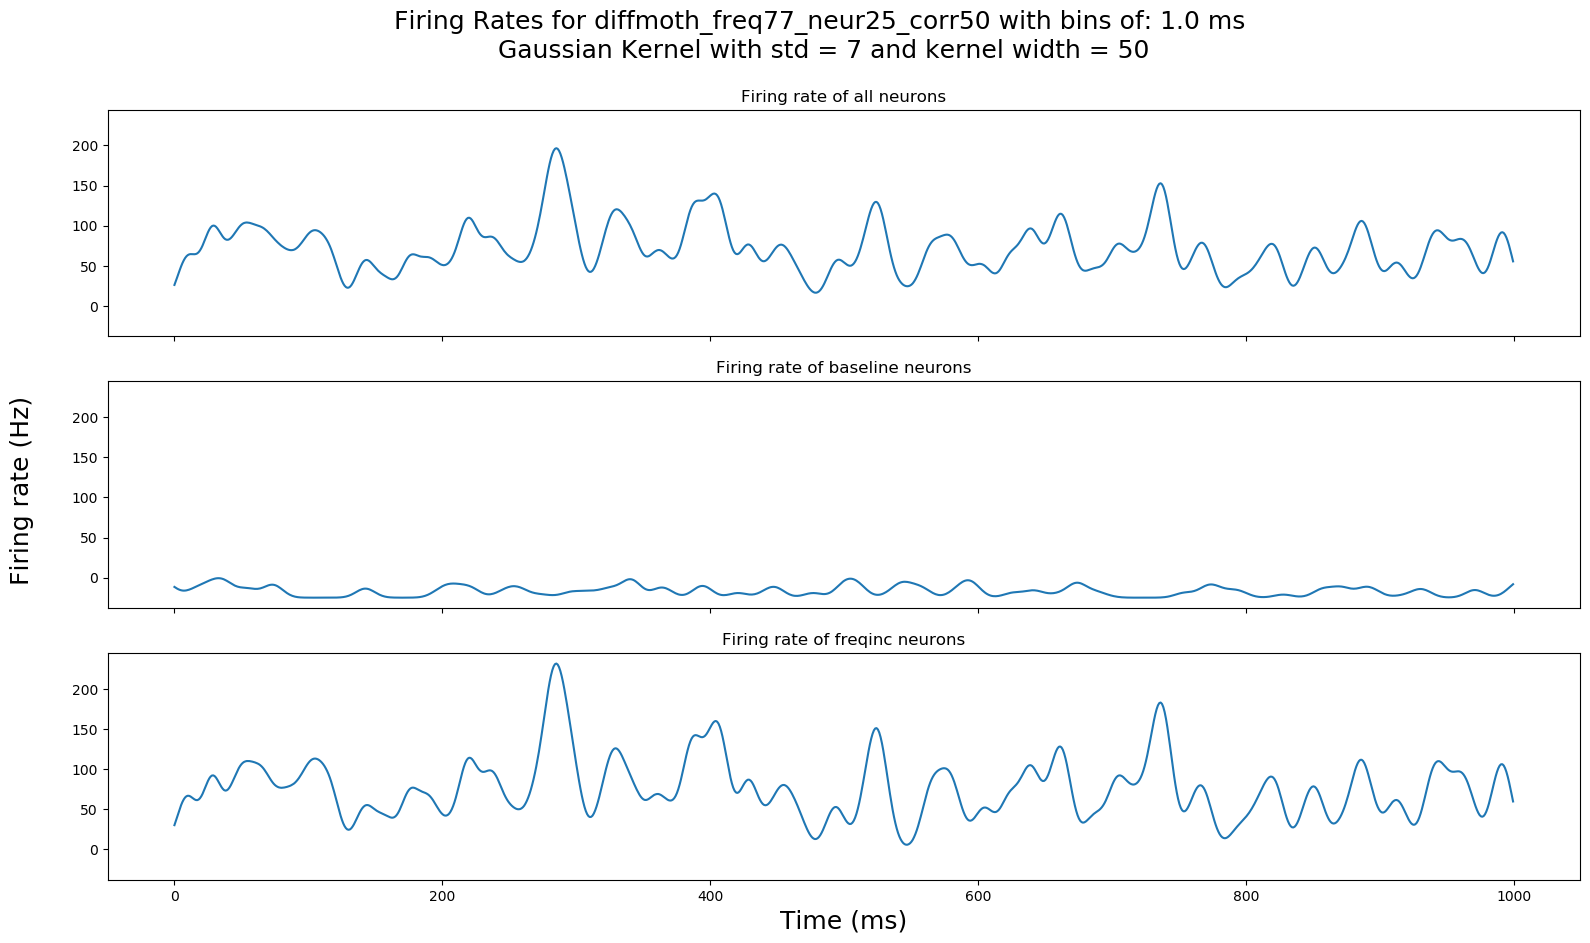 Firing Rates for diffmoth_freq77_neur25_corr50 with bins of: 1.0 ms
Gaussian Kernel with std = 7 and kernel width = 50
Firing rate of all neurons
200
150
100
50
0
Firing rate of baseline neurons
Firing rate (Hz)
200
150
100
50
0
Firing rate of freqinc neurons
200
150
100
50
0
0 200 400 600 800 1000
Time (ms)